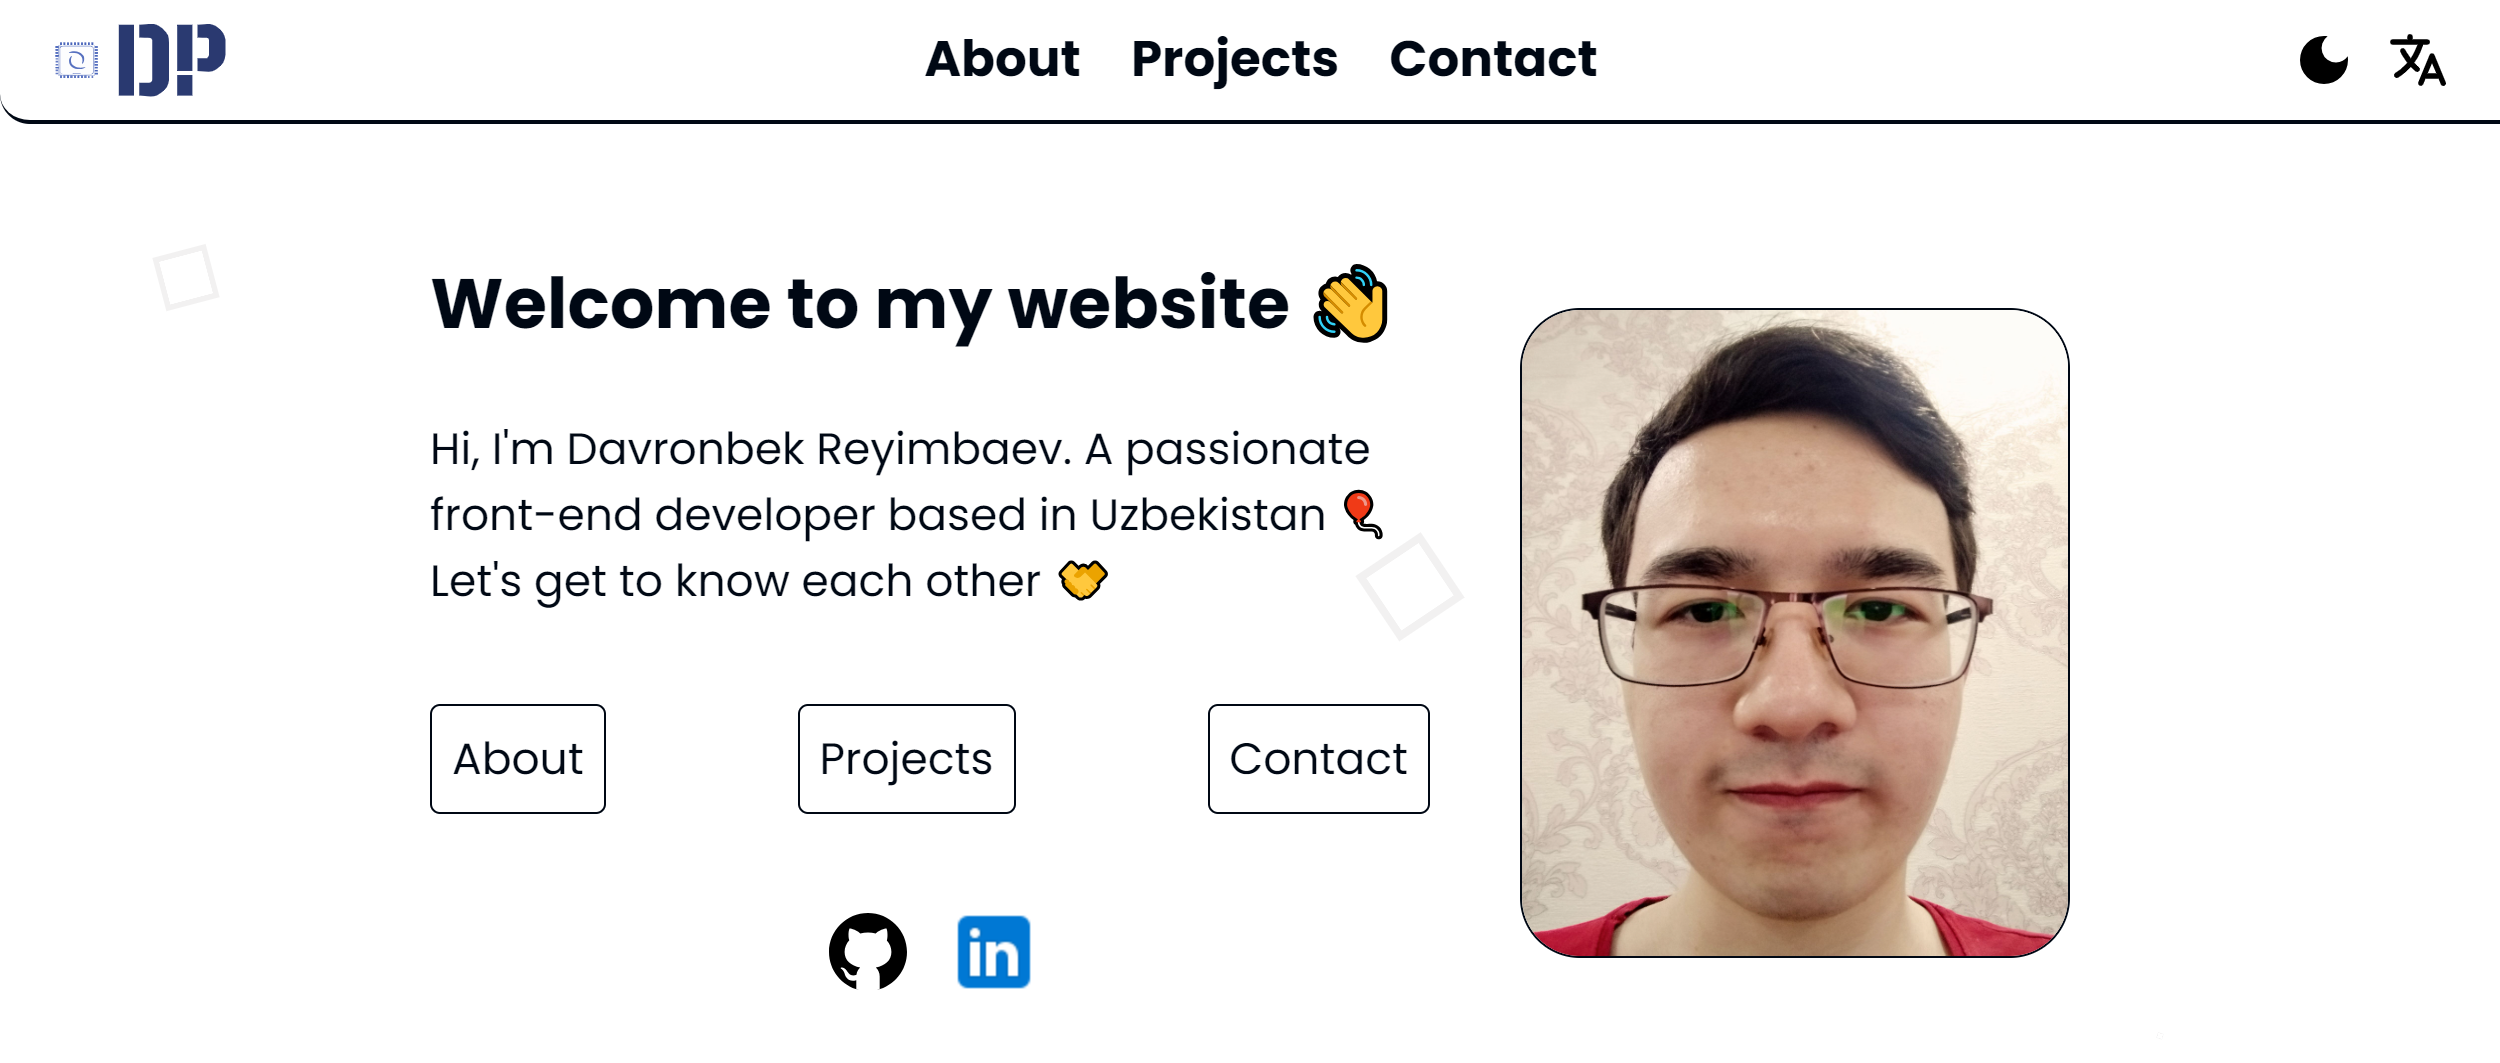 DP
About Projects Contact
Welcome to my website 👋
Hi, I'm Davronbek Reyimbaev. A passionate
front-end developer based in Uzbekistan 🎈
Let's get to know each other 🤝
About Projects Contact
in